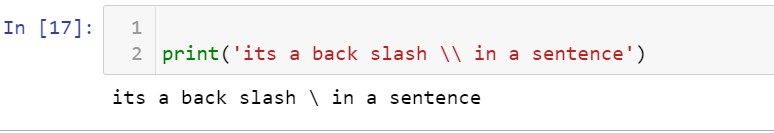 In [17]: 1
2 print('its a back slash \\ in a sentence')
its a back slash \ in a sentence